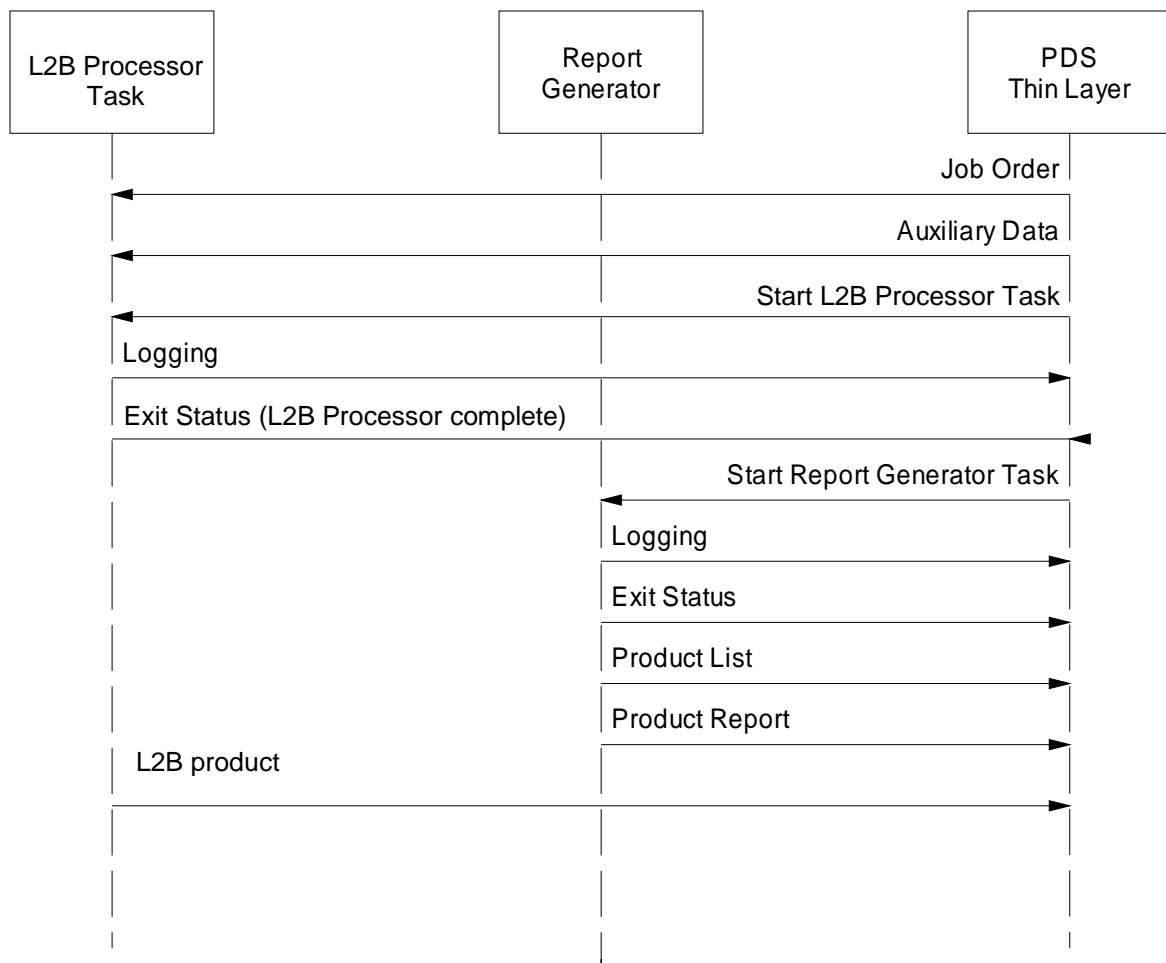 L2B Processor
Task
Report
Generator
PDS
Thin Layer
Job Order
Auxiliary Data
Start L2B Processor Task
Logging
Exit Status (L2B Processor complete)
Start Report Generator Task
Logging
Exit Status
Product List
Product Report
L2B product